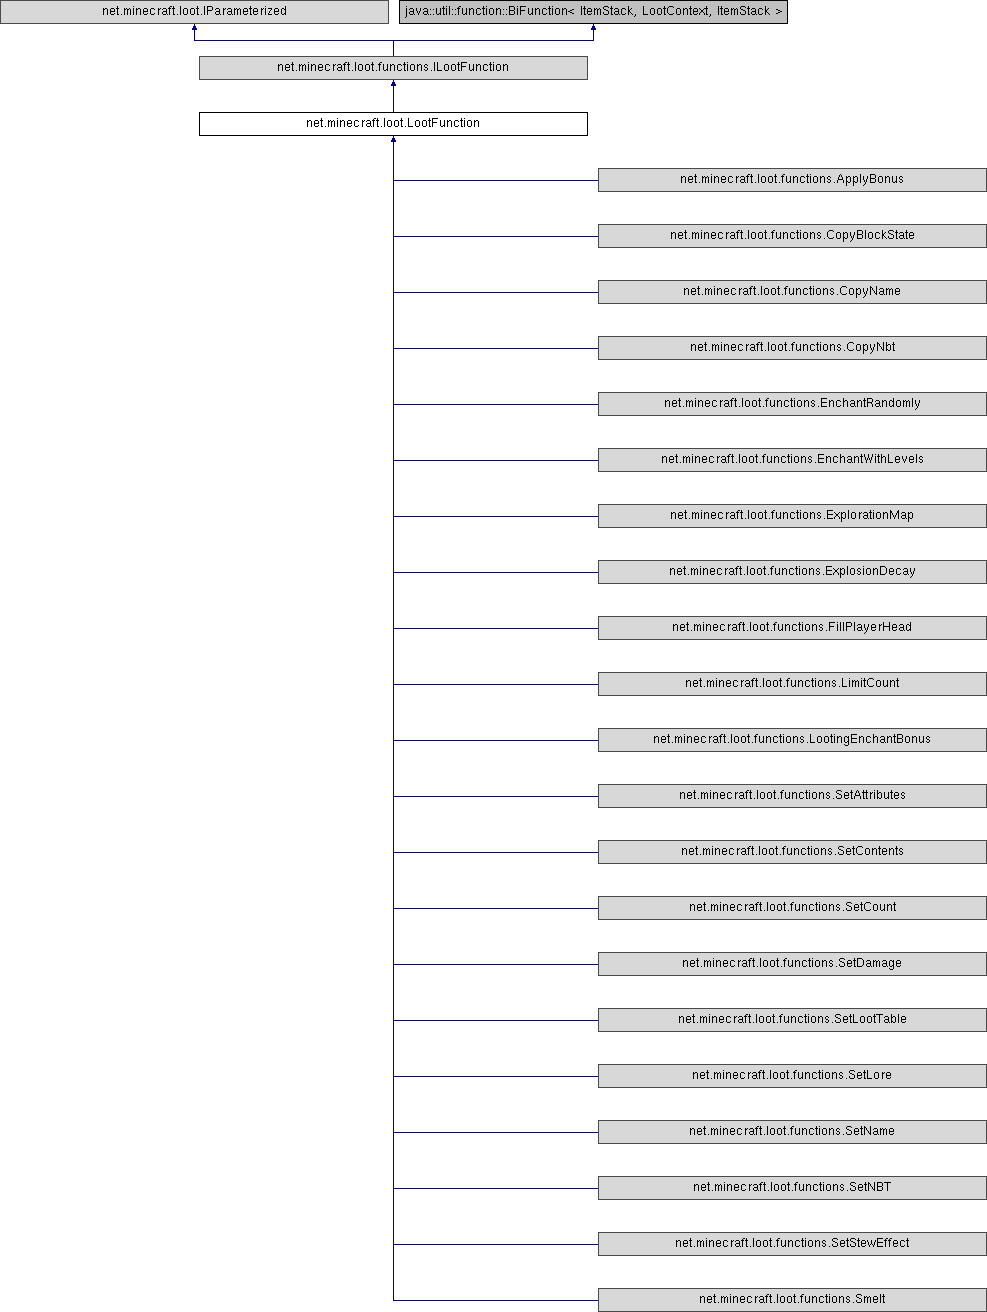 net.minecraft.loot.IParameterized
java::util::function::BiFunction< ItemStack, LootContext, ItemStack >
net.minecraft.loot.functions.ILootFunction
net.minecraft.loot.LootFunction
net.minecraft.loot.functions.ApplyBonus
net.minecraft.loot.functions.CopyBlockState
net.minecraft.loot.functions.CopyName
net.minecraft.loot.functions.CopyNbt
net.minecraft.loot.functions.EnchantRandomly
net.minecraft.loot.functions.EnchantWithLevels
net.minecraft.loot.functions.ExplorationMap
net.minecraft.loot.functions.ExplosionDecay
net.minecraft.loot.functions.FillPlayerHead
net.minecraft.loot.functions.LimitCount
net.minecraft.loot.functions.LootingEnchantBonus
net.minecraft.loot.functions.SetAttributes
net.minecraft.loot.functions.SetContents
net.minecraft.loot.functions.SetCount
net.minecraft.loot.functions.SetDamage
net.minecraft.loot.functions.SetLootTable
net.minecraft.loot.functions.SetLore
net.minecraft.loot.functions.SetName
net.minecraft.loot.functions.SetNBT
net.minecraft.loot.functions.SetStewEffect
net.minecraft.loot.functions.Smelt